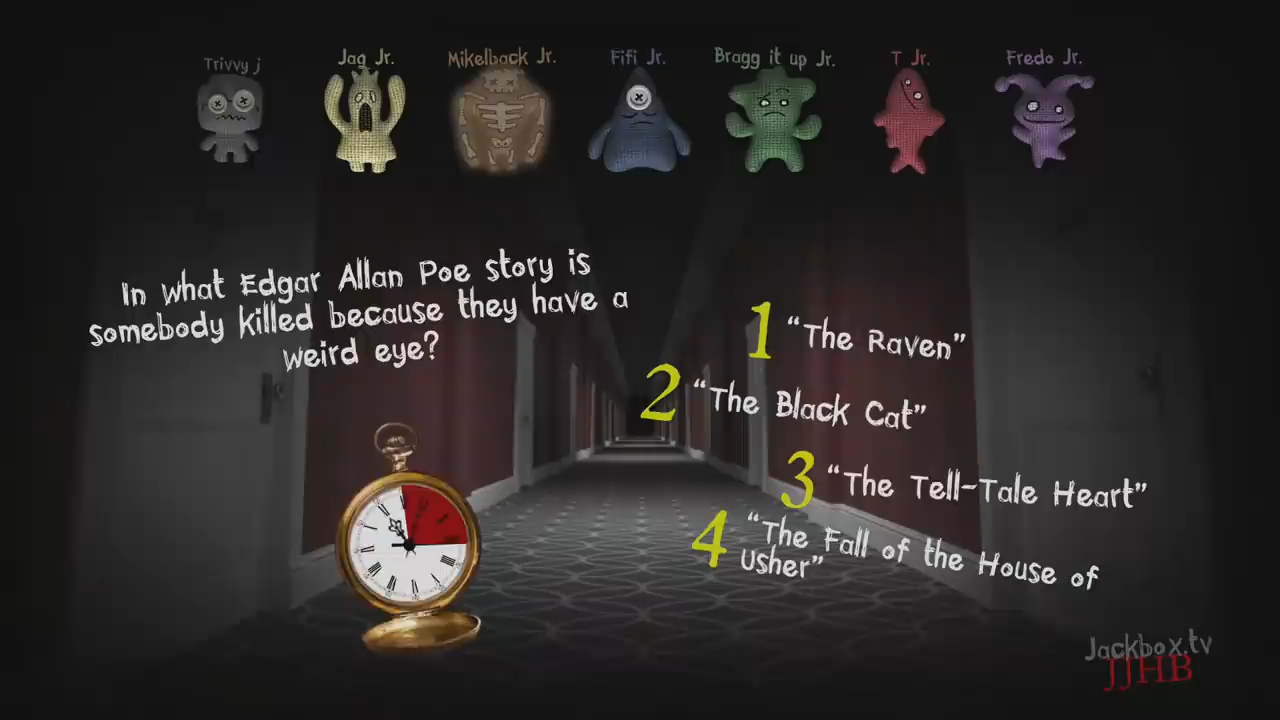 Trivvy j
Jag Jr.
Mikelback Jr.
Fifi Jr.
Bragg it up Jr.
T Jr.
Fredo Jr.
In what Edgar Allan Poe story is
somebody killed because they have a
weird eye?
1 "The Raven"
2 "The Black Cat"
3 "The Tell-Tale Heart"
4 "The Fall of the House of
Usher"
Jackbox.tv
JJHB